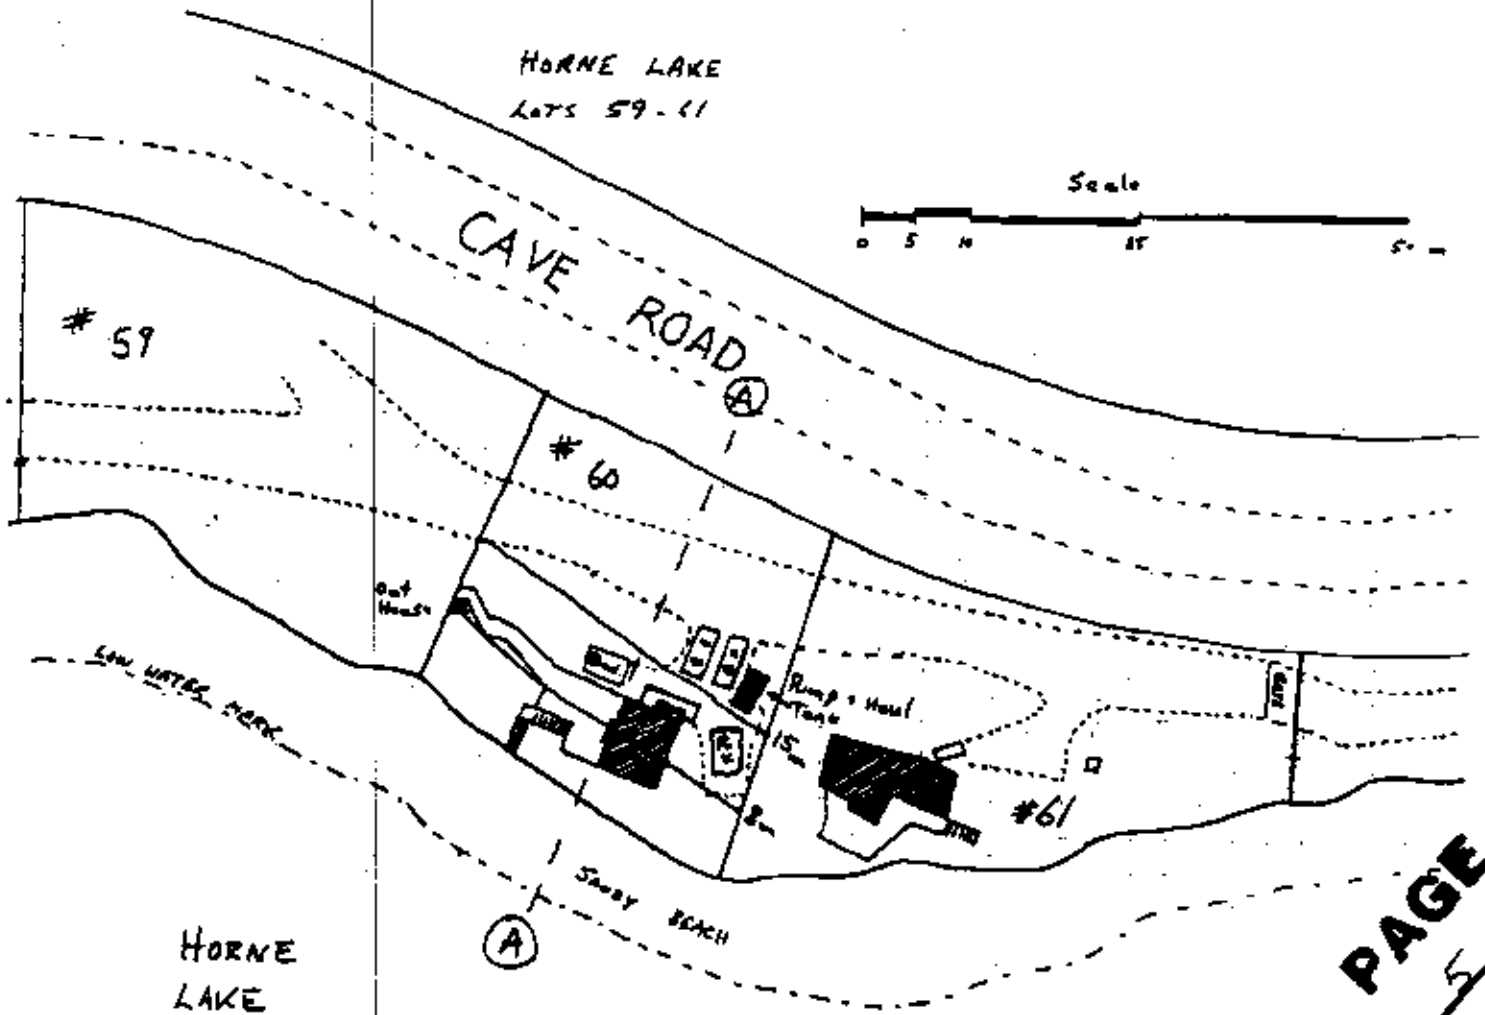 HORNE LAKE
LOTS 59-61
Scale
0 5 10 25 50 m
CAVE ROAD
A
# 59
# 60
Out
House
LOW WATER MARK
Pump & Haul
Tank
15m
8m
#61
SANDY BEACH
A
HORNE
LAKE
PAGE
5